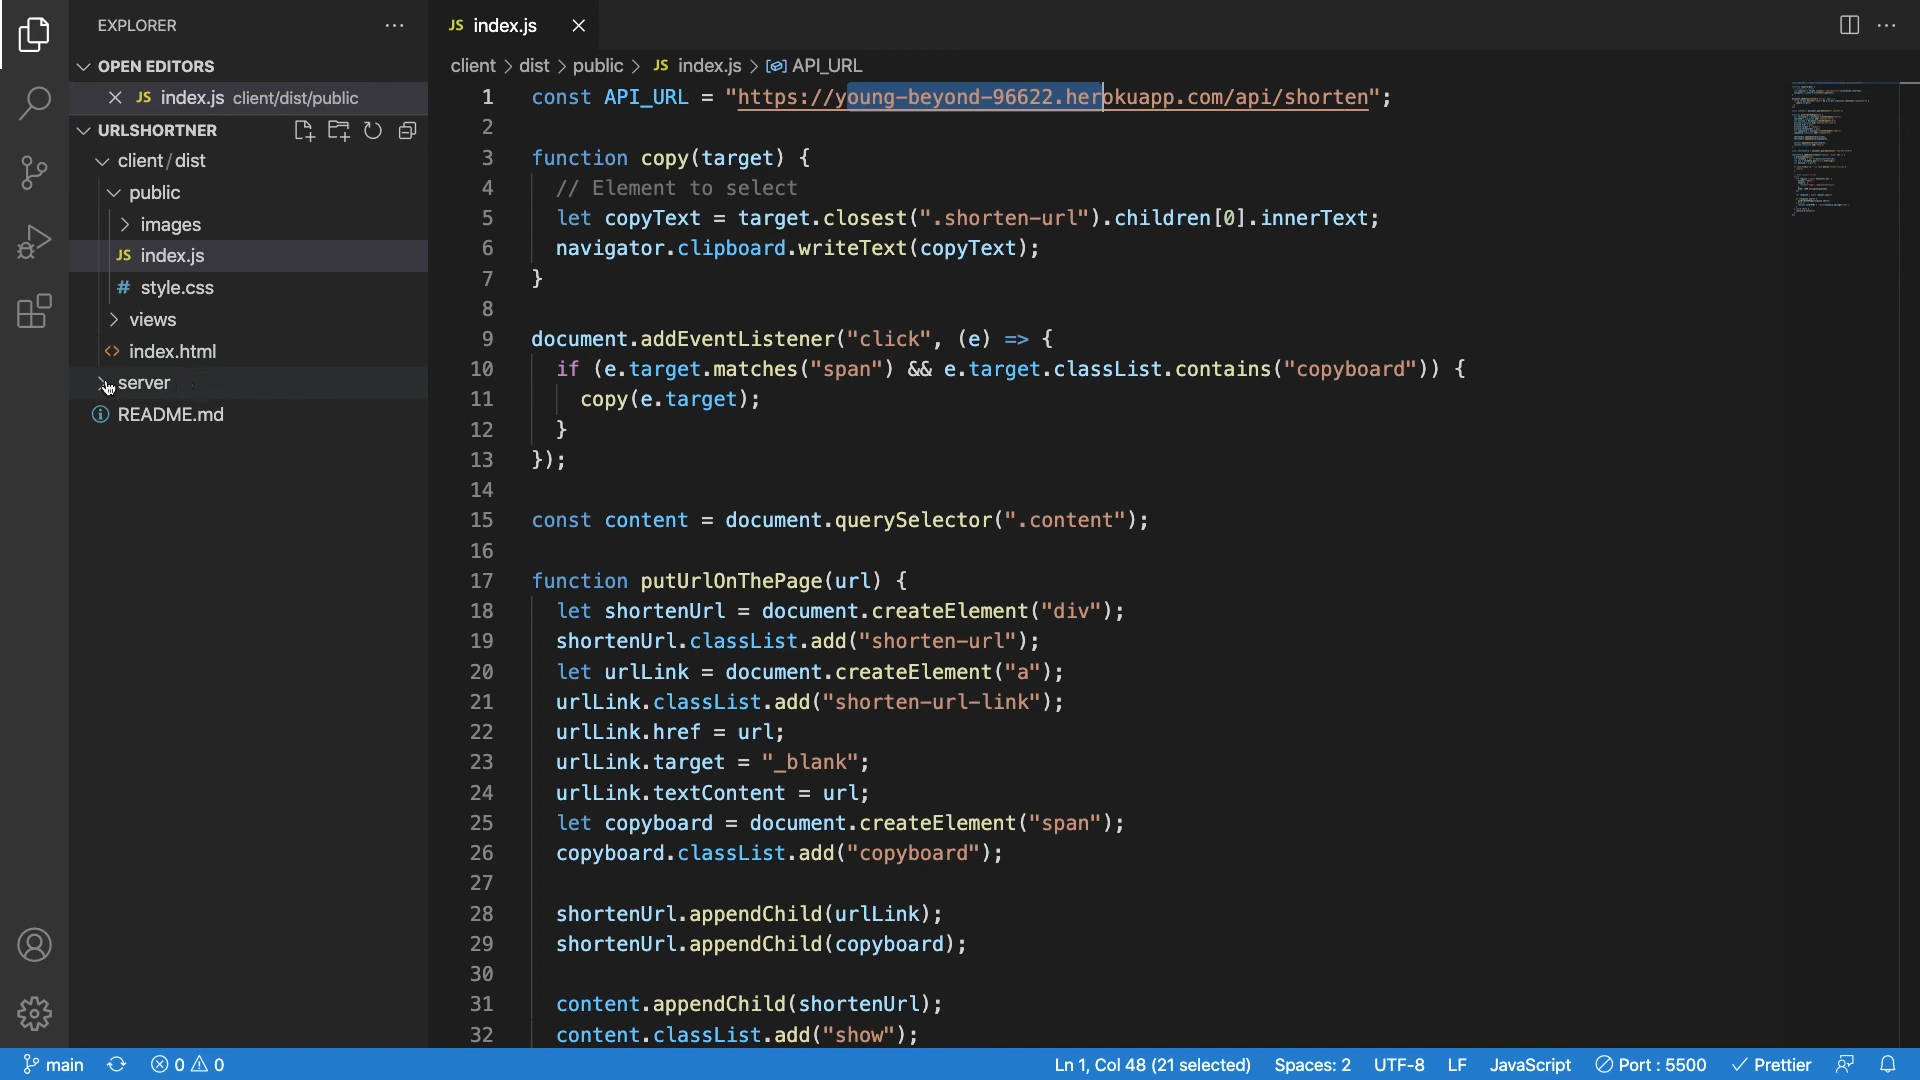 EXPLORER
JS index.js
OPEN EDITORS
JS index.js client/dist/public
URLSHORTNER
client/dist
public
images
JS index.js
# style.css
views
<> index.html
server
README.md
client > dist > public > JS index.js > API_URL
1 const API_URL = "https://young-beyond-96622.herokuapp.com/api/shorten";
2
3 function copy(target) {
4 // Element to select
5 let copyText = target.closest(".shorten-url").children[0].innerText;
6 navigator.clipboard.writeText(copyText);
7 }
8
9 document.addEventListener("click", (e) => {
10 if (e.target.matches("span") && e.target.classList.contains("copyboard")) {
11 copy(e.target);
12 }
13 });
14
15 const content = document.querySelector(".content");
16
17 function putUrlOnThePage(url) {
18 let shortenUrl = document.createElement("div");
19 shortenUrl.classList.add("shorten-url");
20 let urlLink = document.createElement("a");
21 urlLink.classList.add("shorten-url-link");
22 urlLink.href = url;
23 urlLink.target = "_blank";
24 urlLink.textContent = url;
25 let copyboard = document.createElement("span");
26 copyboard.classList.add("copyboard");
27
28 shortenUrl.appendChild(urlLink);
29 shortenUrl.appendChild(copyboard);
30
31 content.appendChild(shortenUrl);
32 content.classList.add("show");
main 0 0 Ln 1, Col 48 (21 selected) Spaces: 2 UTF-8 LF JavaScript Port : 5500 Prettier